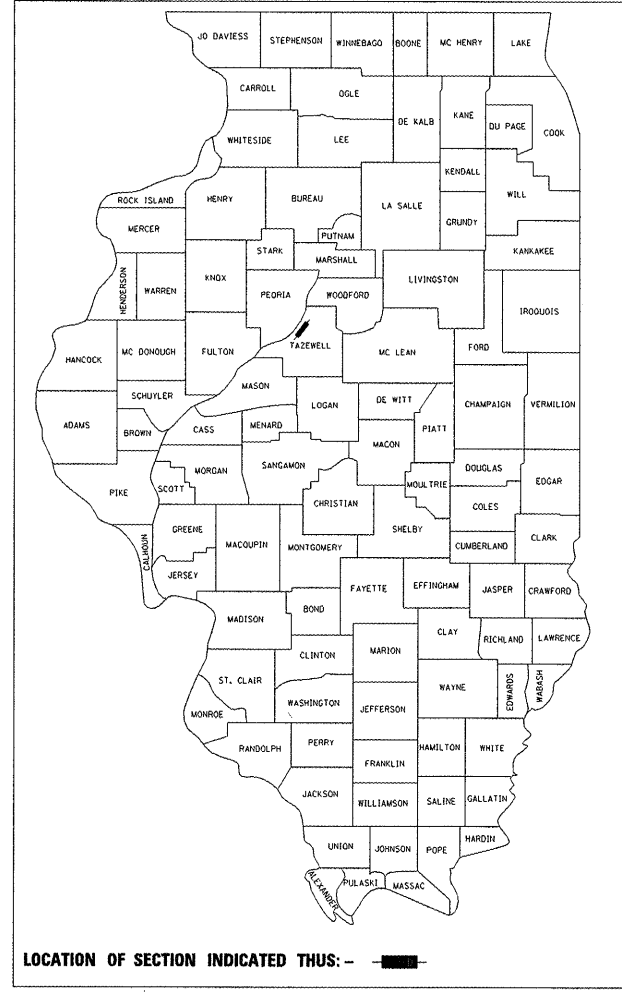 JO DAVIESS
STEPHENSON
WINNEBAGO
BOONE
MC HENRY
LAKE
CARROLL
OGLE
DE KALB
KANE
DU PAGE
COOK
WHITESIDE
LEE
KENDALL
WILL
ROCK ISLAND
HENRY
BUREAU
LA SALLE
GRUNDY
MERCER
PUTNAM
KANKAKEE
STARK
MARSHALL
HENDERSON
WARREN
KNOX
PEORIA
WOODFORD
LIVINGSTON
IROQUOIS
HANCOCK
MC DONOUGH
FULTON
TAZEWELL
MC LEAN
FORD
SCHUYLER
MASON
LOGAN
DE WITT
CHAMPAIGN
VERMILION
ADAMS
BROWN
CASS
MENARD
MACON
PIATT
PIKE
SCOTT
MORGAN
SANGAMON
CHRISTIAN
MOULTRIE
DOUGLAS
EDGAR
COLES
CALHOUN
GREENE
MACOUPIN
MONTGOMERY
SHELBY
CUMBERLAND
CLARK
JERSEY
FAYETTE
EFFINGHAM
JASPER
CRAWFORD
MADISON
BOND
CLAY
RICHLAND
LAWRENCE
CLINTON
MARION
ST. CLAIR
WAYNE
EDWARDS
WABASH
MONROE
WASHINGTON
JEFFERSON
RANDOLPH
PERRY
HAMILTON
WHITE
FRANKLIN
JACKSON
WILLIAMSON
SALINE
GALLATIN
UNION
JOHNSON
POPE
HARDIN
ALEXANDER
PULASKI
MASSAC
LOCATION OF SECTION INDICATED THUS: -